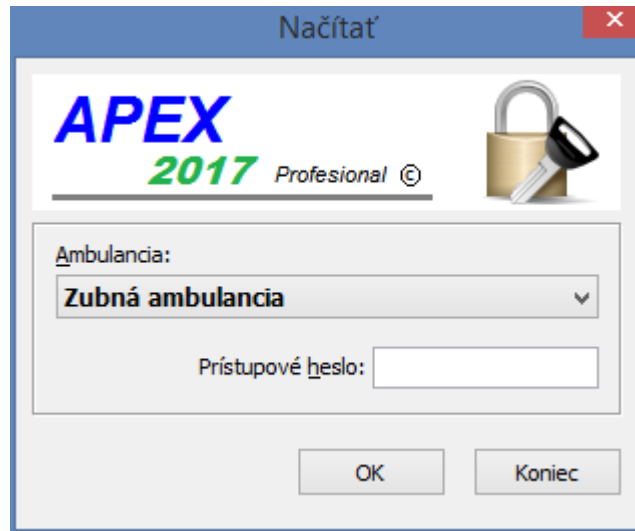 Načítať
APEX
2017 Profesional ©
Ambulancia:
Zubná ambulancia
Prístupové heslo:
OK Koniec